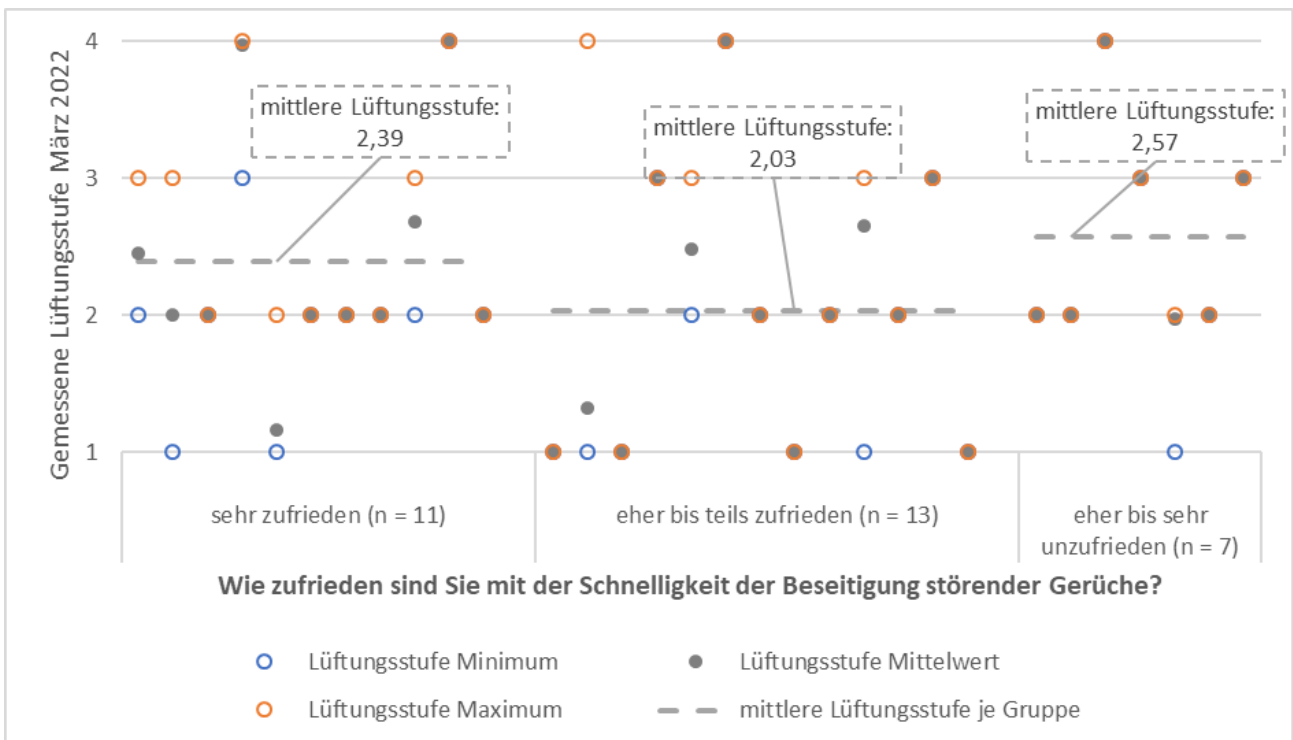 Gemessene Lüftungsstufe März 2022
4
3
2
1
mittlere Lüftungsstufe:
2,39
mittlere Lüftungsstufe:
2,03
mittlere Lüftungsstufe:
2,57
sehr zufrieden (n = 11)
eher bis teils zufrieden (n = 13)
eher bis sehr
unzufrieden (n = 7)
Wie zufrieden sind Sie mit der Schnelligkeit der Beseitigung störender Gerüche?
Lüftungsstufe Minimum
Lüftungsstufe Mittelwert
Lüftungsstufe Maximum
mittlere Lüftungsstufe je Gruppe